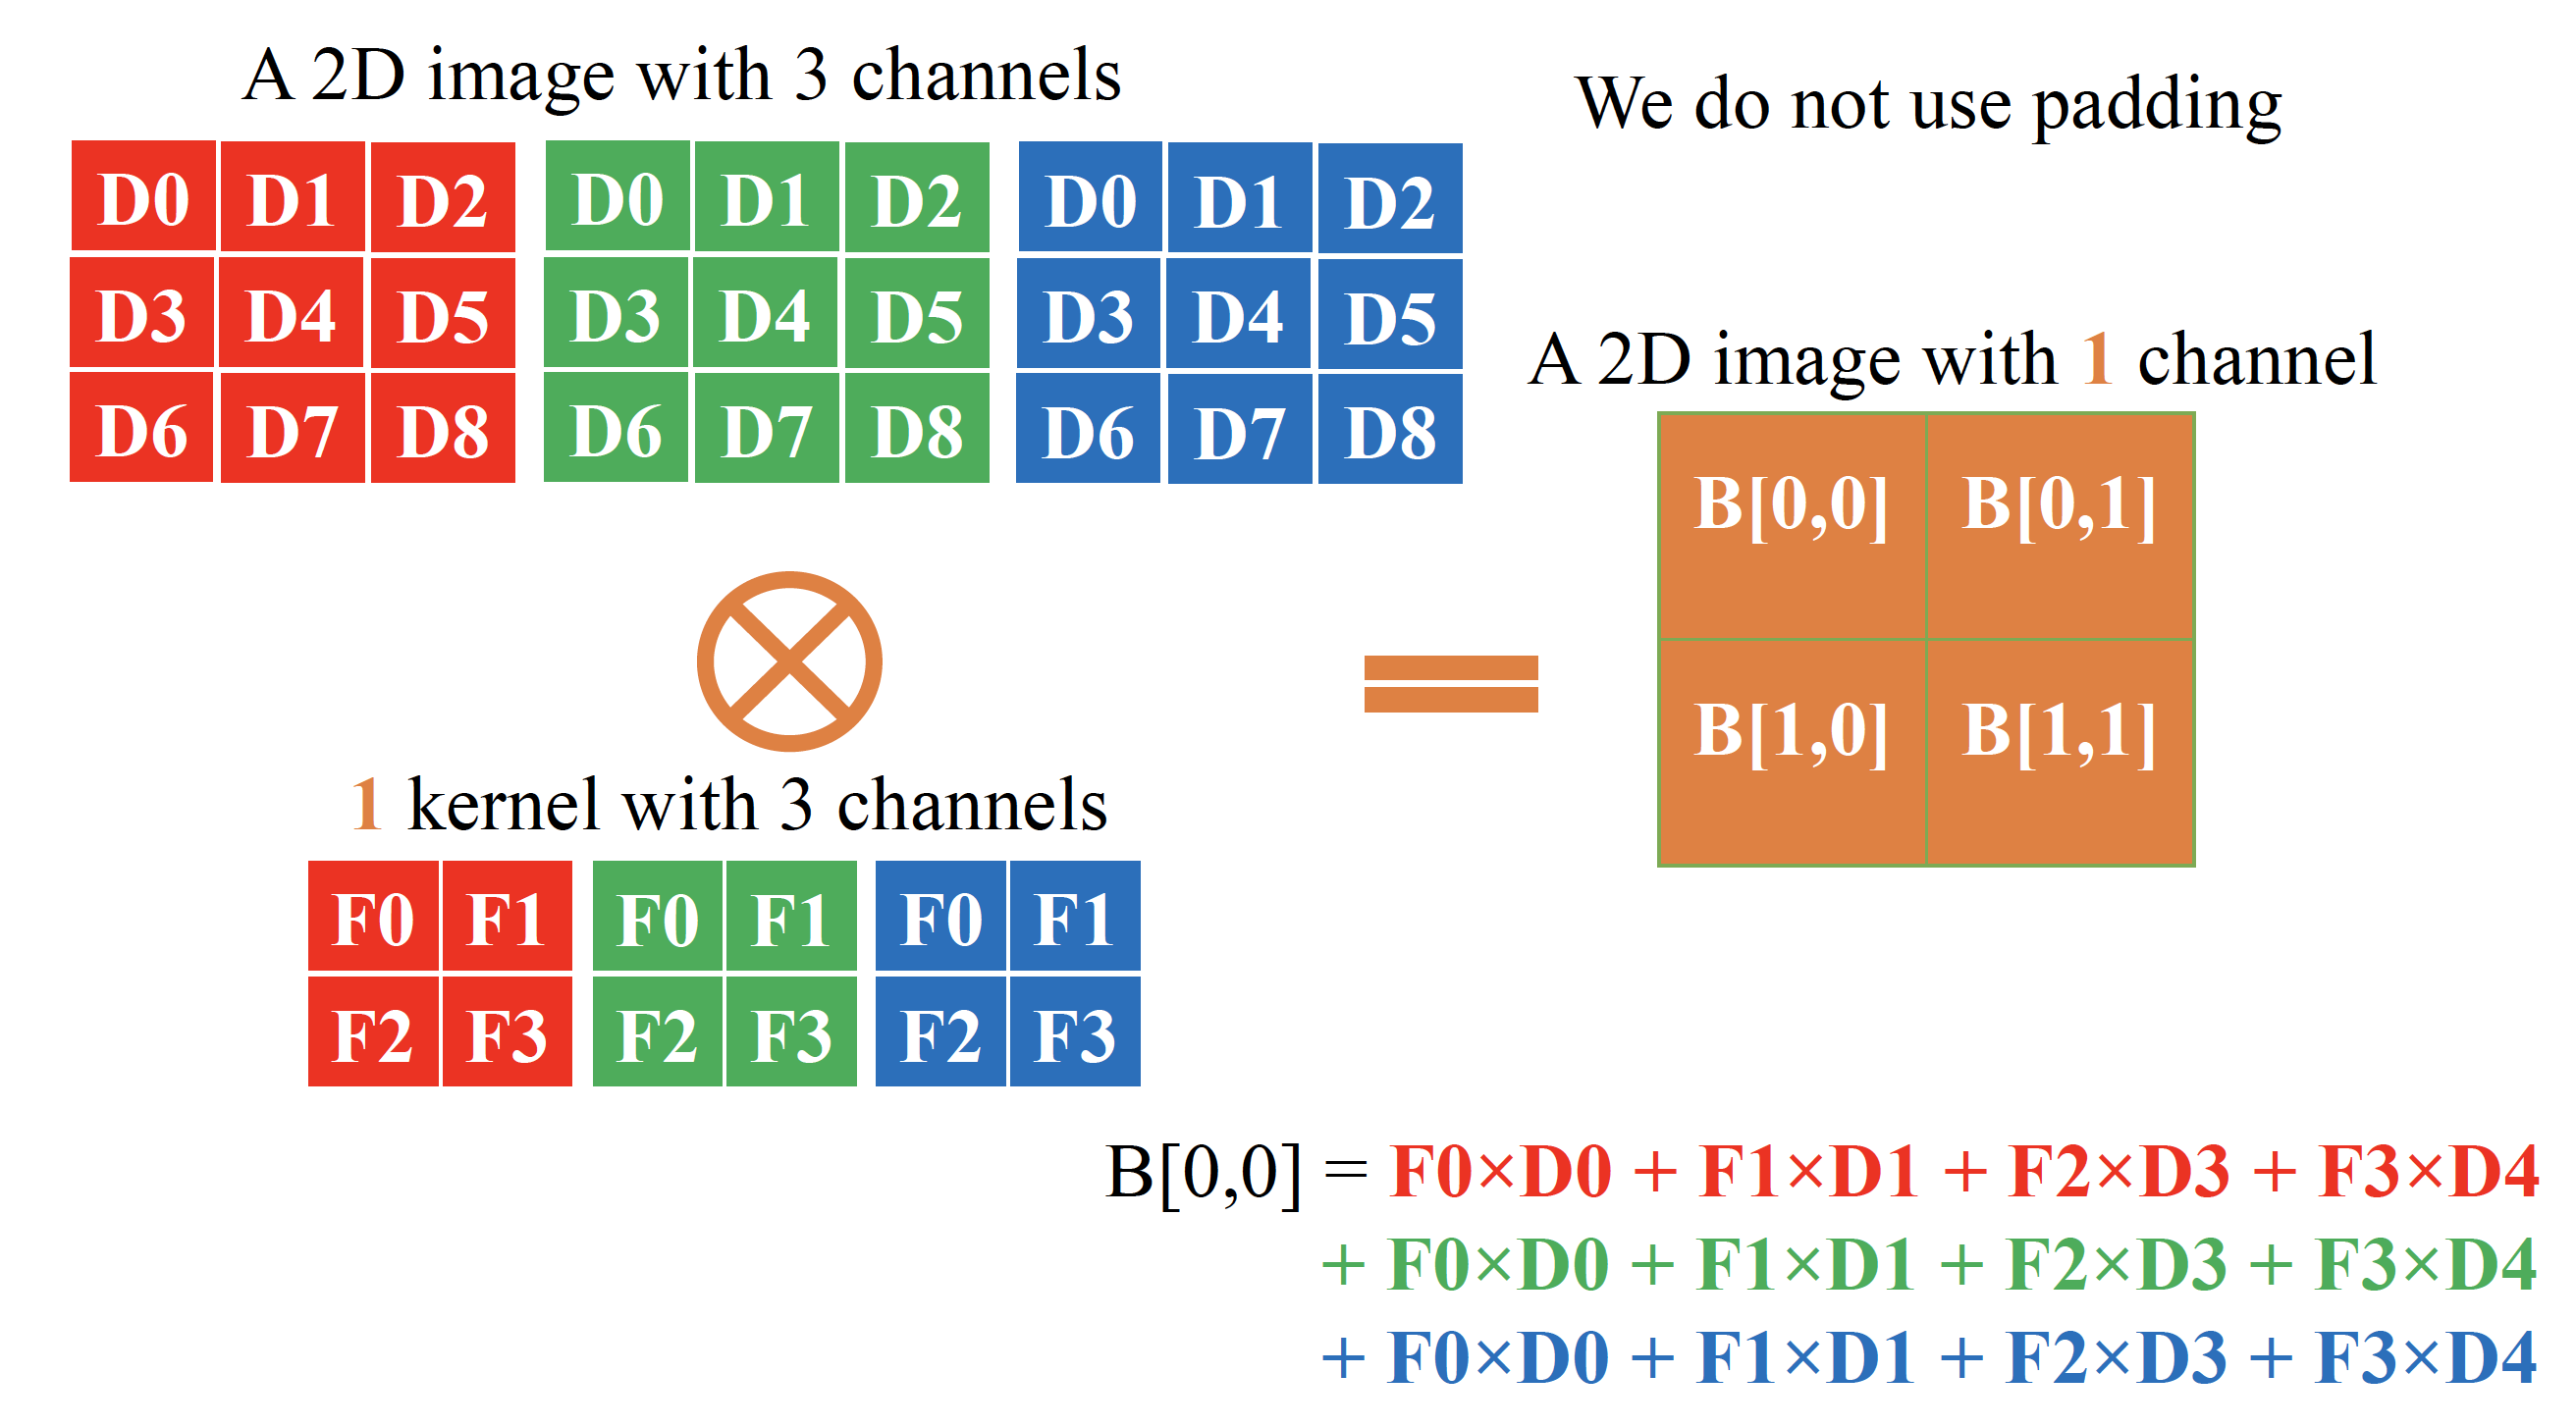 A 2D image with 3 channels
We do not use padding
D0 D1 D2 D0 D1 D2 D0 D1 D2
D3 D4 D5 D3 D4 D5 D3 D4 D5
D6 D7 D8 D6 D7 D8 D6 D7 D8
A 2D image with 1 channel
B[0,0] B[0,1]
B[1,0] B[1,1]
1 kernel with 3 channels
F0 F1 F0 F1 F0 F1
F2 F3 F2 F3 F2 F3
B[0,0] = F0×D0 + F1×D1 + F2×D3 + F3×D4
+ F0×D0 + F1×D1 + F2×D3 + F3×D4
+ F0×D0 + F1×D1 + F2×D3 + F3×D4